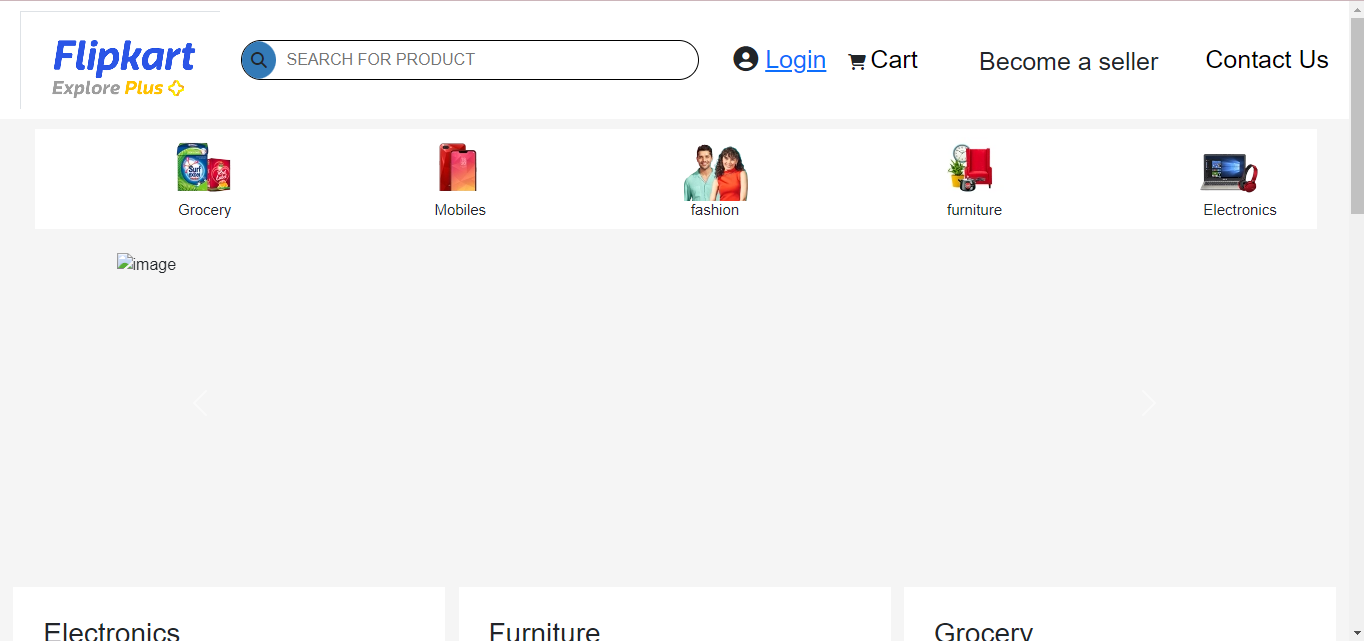 Flipkart
Explore Plus
SEARCH FOR PRODUCT
Login
Cart
Become a seller
Contact Us
Grocery
Mobiles
fashion
furniture
Electronics
image
Electronics
Furniture
Grocery